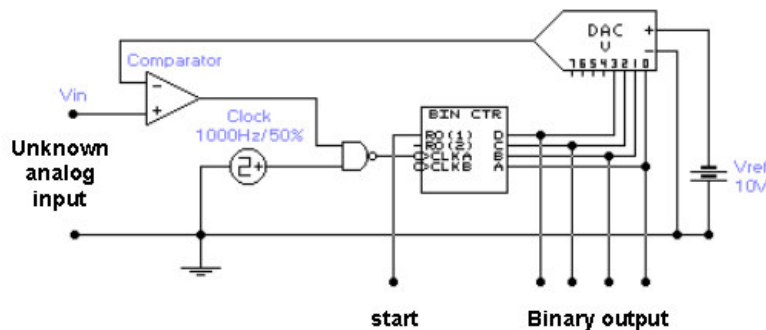 DAC
V
+
-
76543210
Comparator
-
+
Vin
Clock
1000Hz/50%
BIN CTR
RO(1) D
RO(2) C
CLKA B
CLKB A
Unknown
analog
input
Vref
10V
start
Binary output